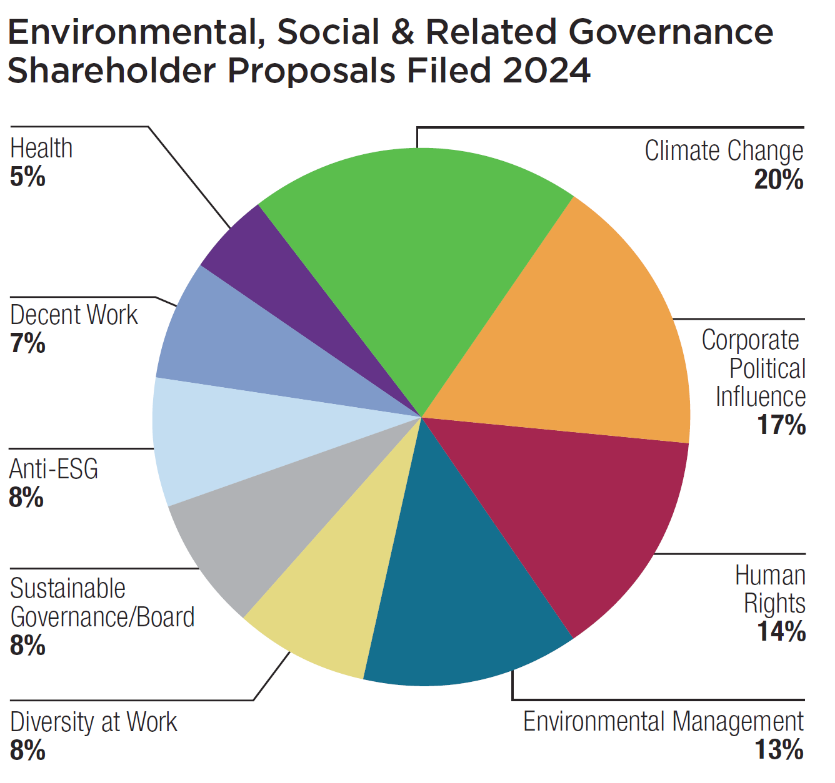 Environmental, Social & Related Governance
Shareholder Proposals Filed 2024
Climate Change
20%
Corporate
Political
Influence
17%
Human
Rights
14%
Environmental Management
13%
Diversity at Work
8%
Sustainable
Governance/Board
8%
Anti-ESG
8%
Decent Work
7%
Health
5%